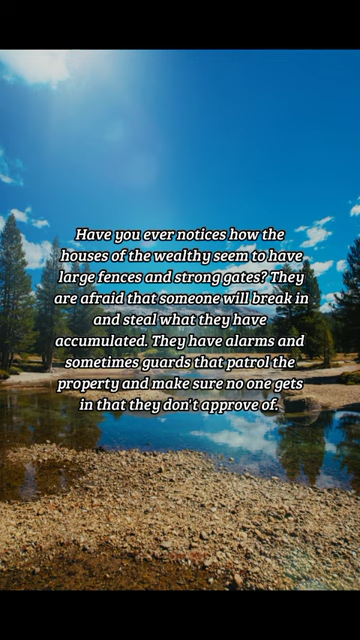 Have you ever notices how the
houses of the wealthy seem to have
large fences and strong gates? They
are afraid that someone will break in
and steal what they have
accumulated. They have alarms and
sometimes guards that patrol the
property and make sure no one gets
in that they don't approve of.